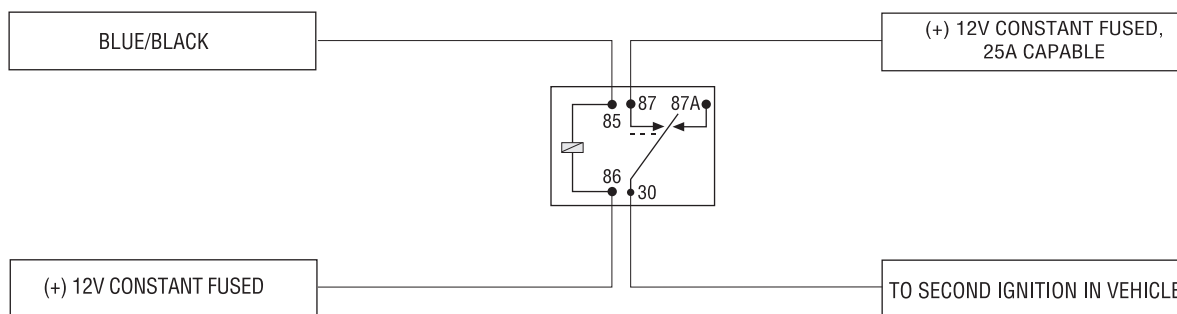 BLUE/BLACK
(+) 12V CONSTANT FUSED,
25A CAPABLE
87 87A
85
86
30
(+) 12V CONSTANT FUSED
TO SECOND IGNITION IN VEHICLE